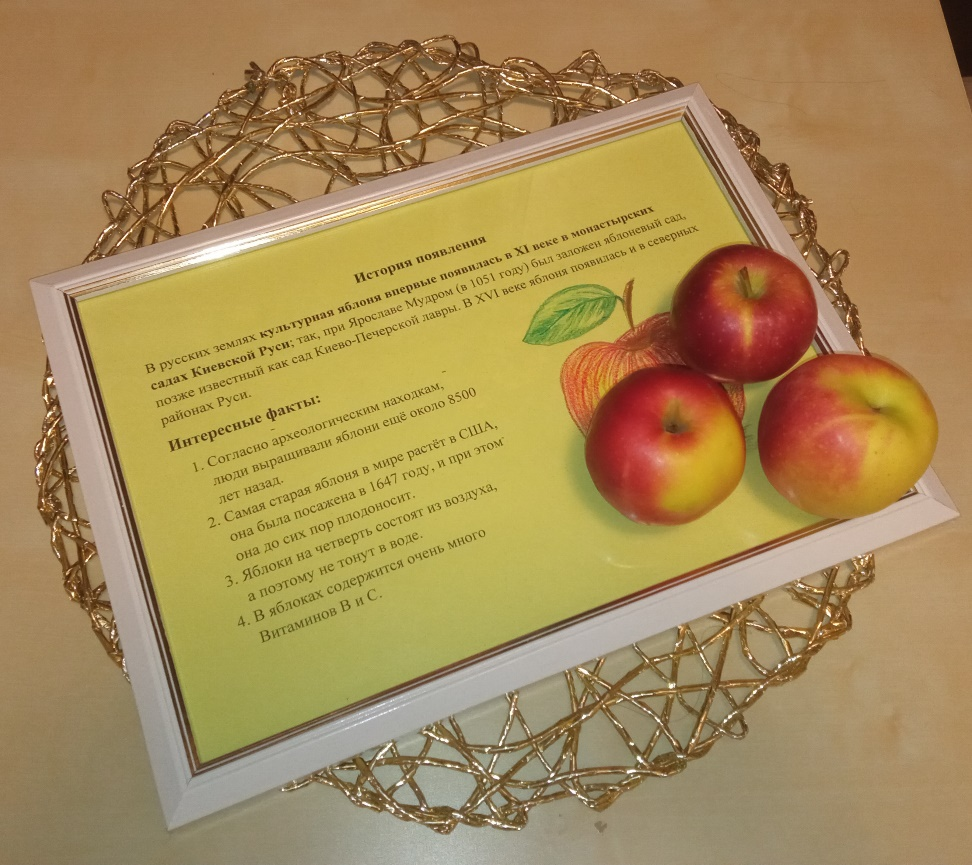 История появления
В русских землях культурная яблоня впервые появилась в XI веке в монастырских
садах Киевской Руси; так, при Ярославе Мудром (в 1051 году) был заложен яблоневый сад,
позже известный как сад Киево-Печерской лавры. В XVI веке яблоня появилась и в северных
районах Руси.
Интересные факты:
1. Согласно археологическим находкам,
люди выращивали яблони ещё около 8500
лет назад.
2. Самая старая яблоня в мире растёт в США,
она была посажена в 1647 году, и при этом
она до сих пор плодоносит.
3. Яблоки на четверть состоят из воздуха,
а поэтому не тонут в воде.
4. В яблоках содержится очень много
Витаминов В и С.